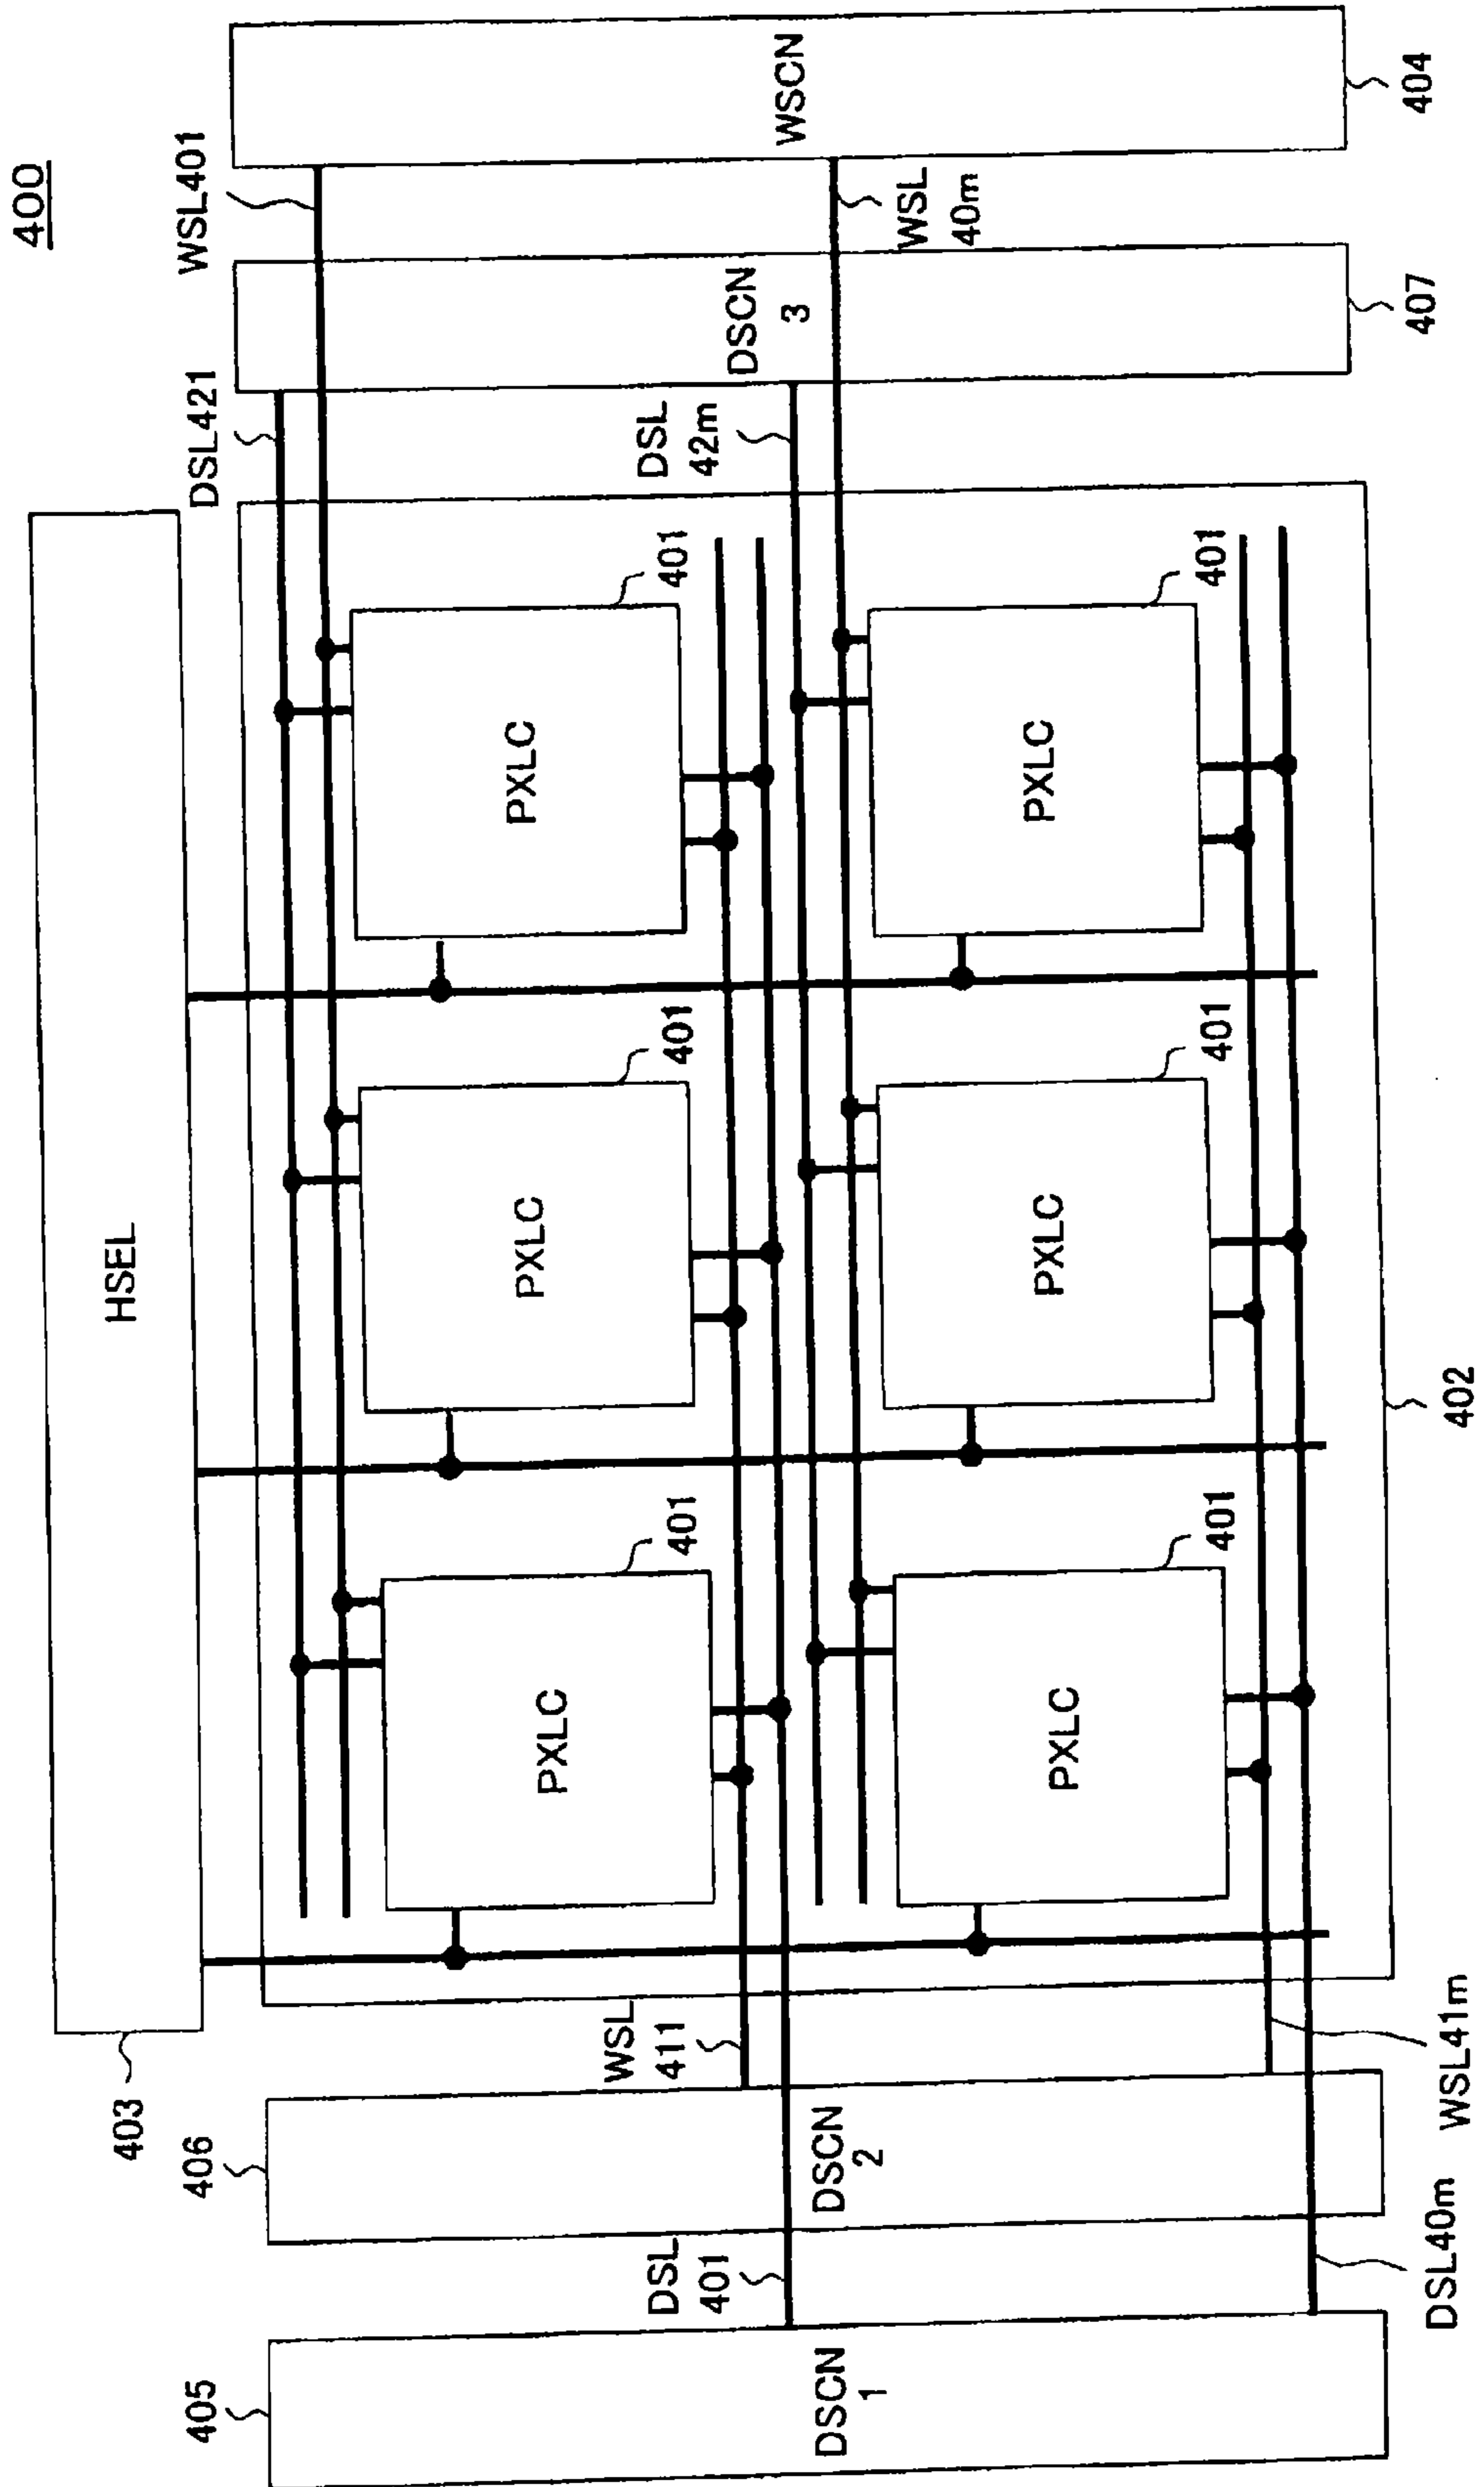 400
HSEL
403
405
406
DSCN
1
DSCN
2
DSL
401
WSL
411
DSL40m
WSL41m
PXLC
401
PXLC
401
PXLC
401
PXLC
401
PXLC
401
PXLC
401
402
DSL421
WSL401
DSL
42m
DSCN
3
WSL
40m
WSCN
407
404